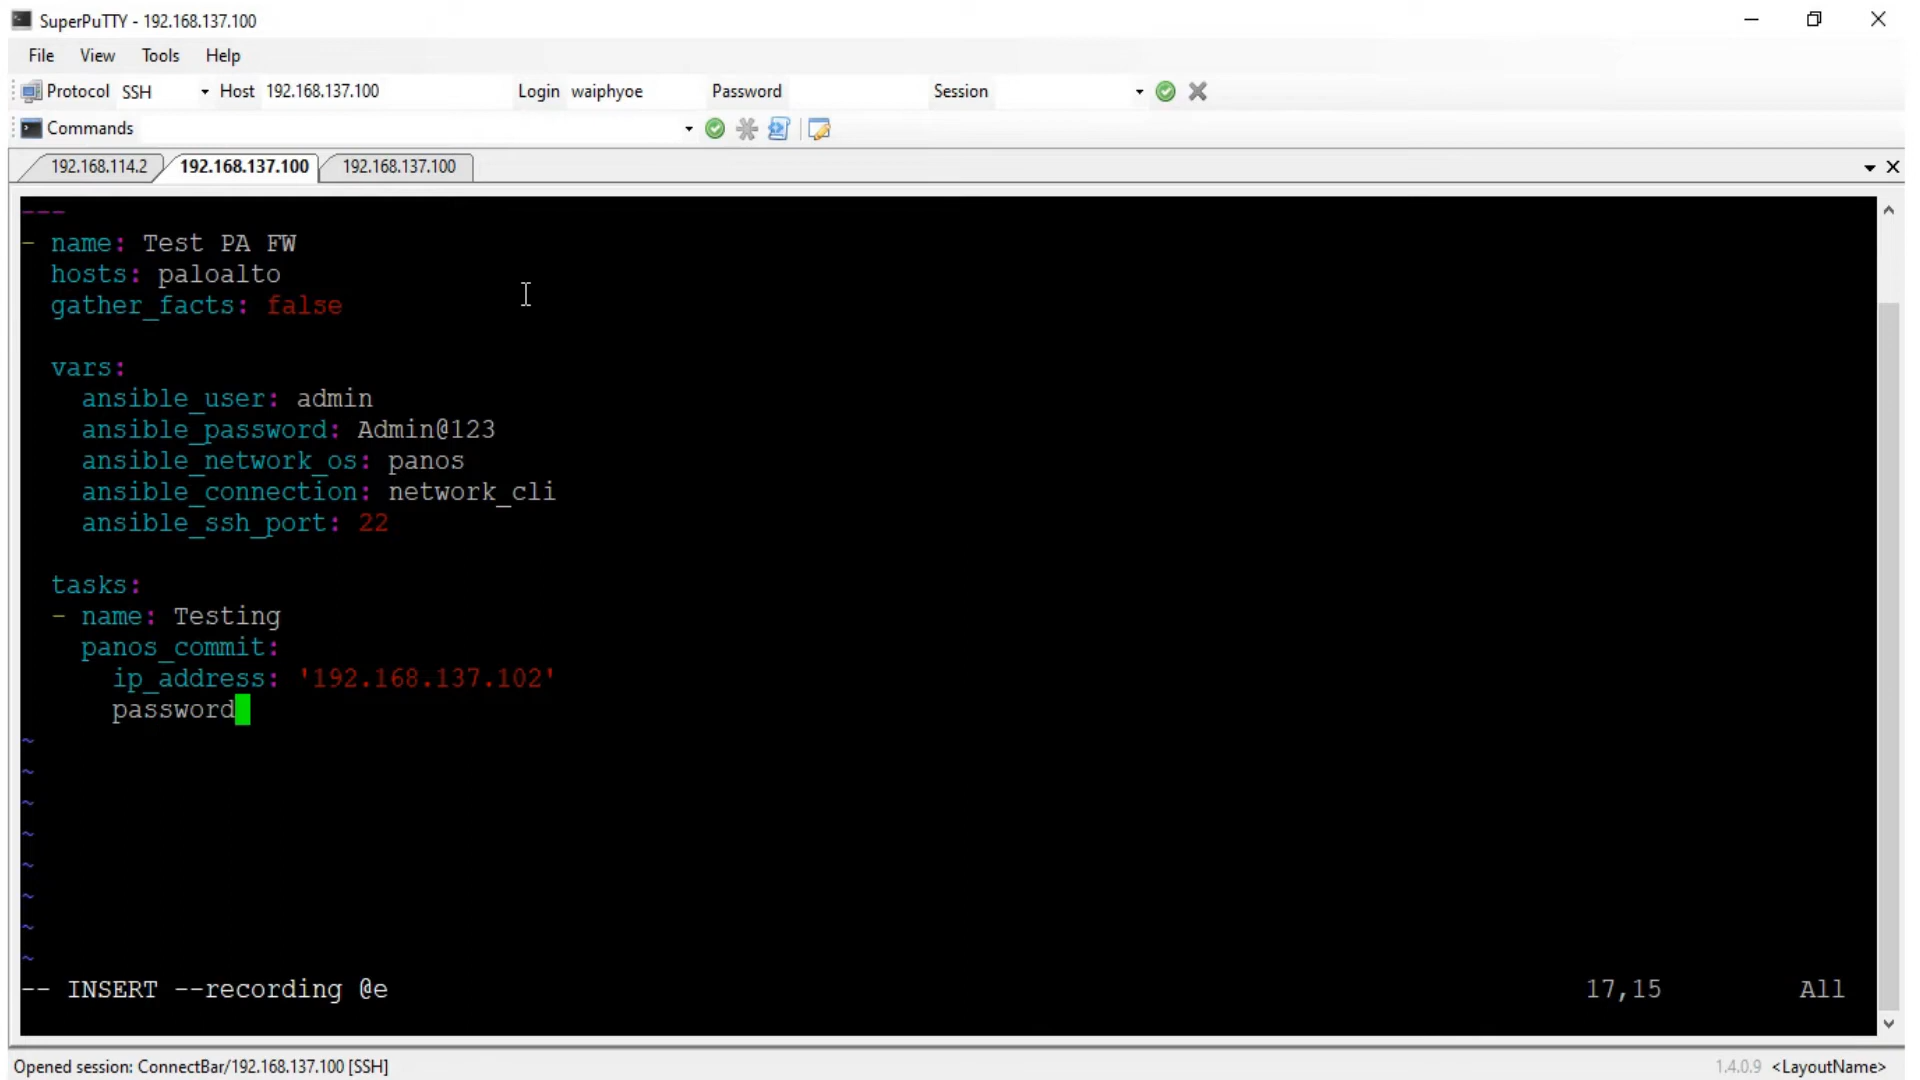 SuperPuTTY - 192.168.137.100
File View Tools Help
Protocol SSH Host 192.168.137.100 Login waiphyoe Password Session
Commands
192.168.114.2 192.168.137.100 192.168.137.100
---
- name: Test PA FW
  hosts: paloalto
  gather_facts: false
  vars:
    ansible_user: admin
    ansible_password: Admin@123
    ansible_network_os: panos
    ansible_connection: network_cli
    ansible_ssh_port: 22
  tasks:
  - name: Testing
    panos_commit:
      ip_address: '192.168.137.102'
      password
~
~
~
~
~
~
~
~
-- INSERT --recording @e 17,15 All
Opened session: ConnectBar/192.168.137.100 [SSH] 1.4.0.9 <LayoutName>